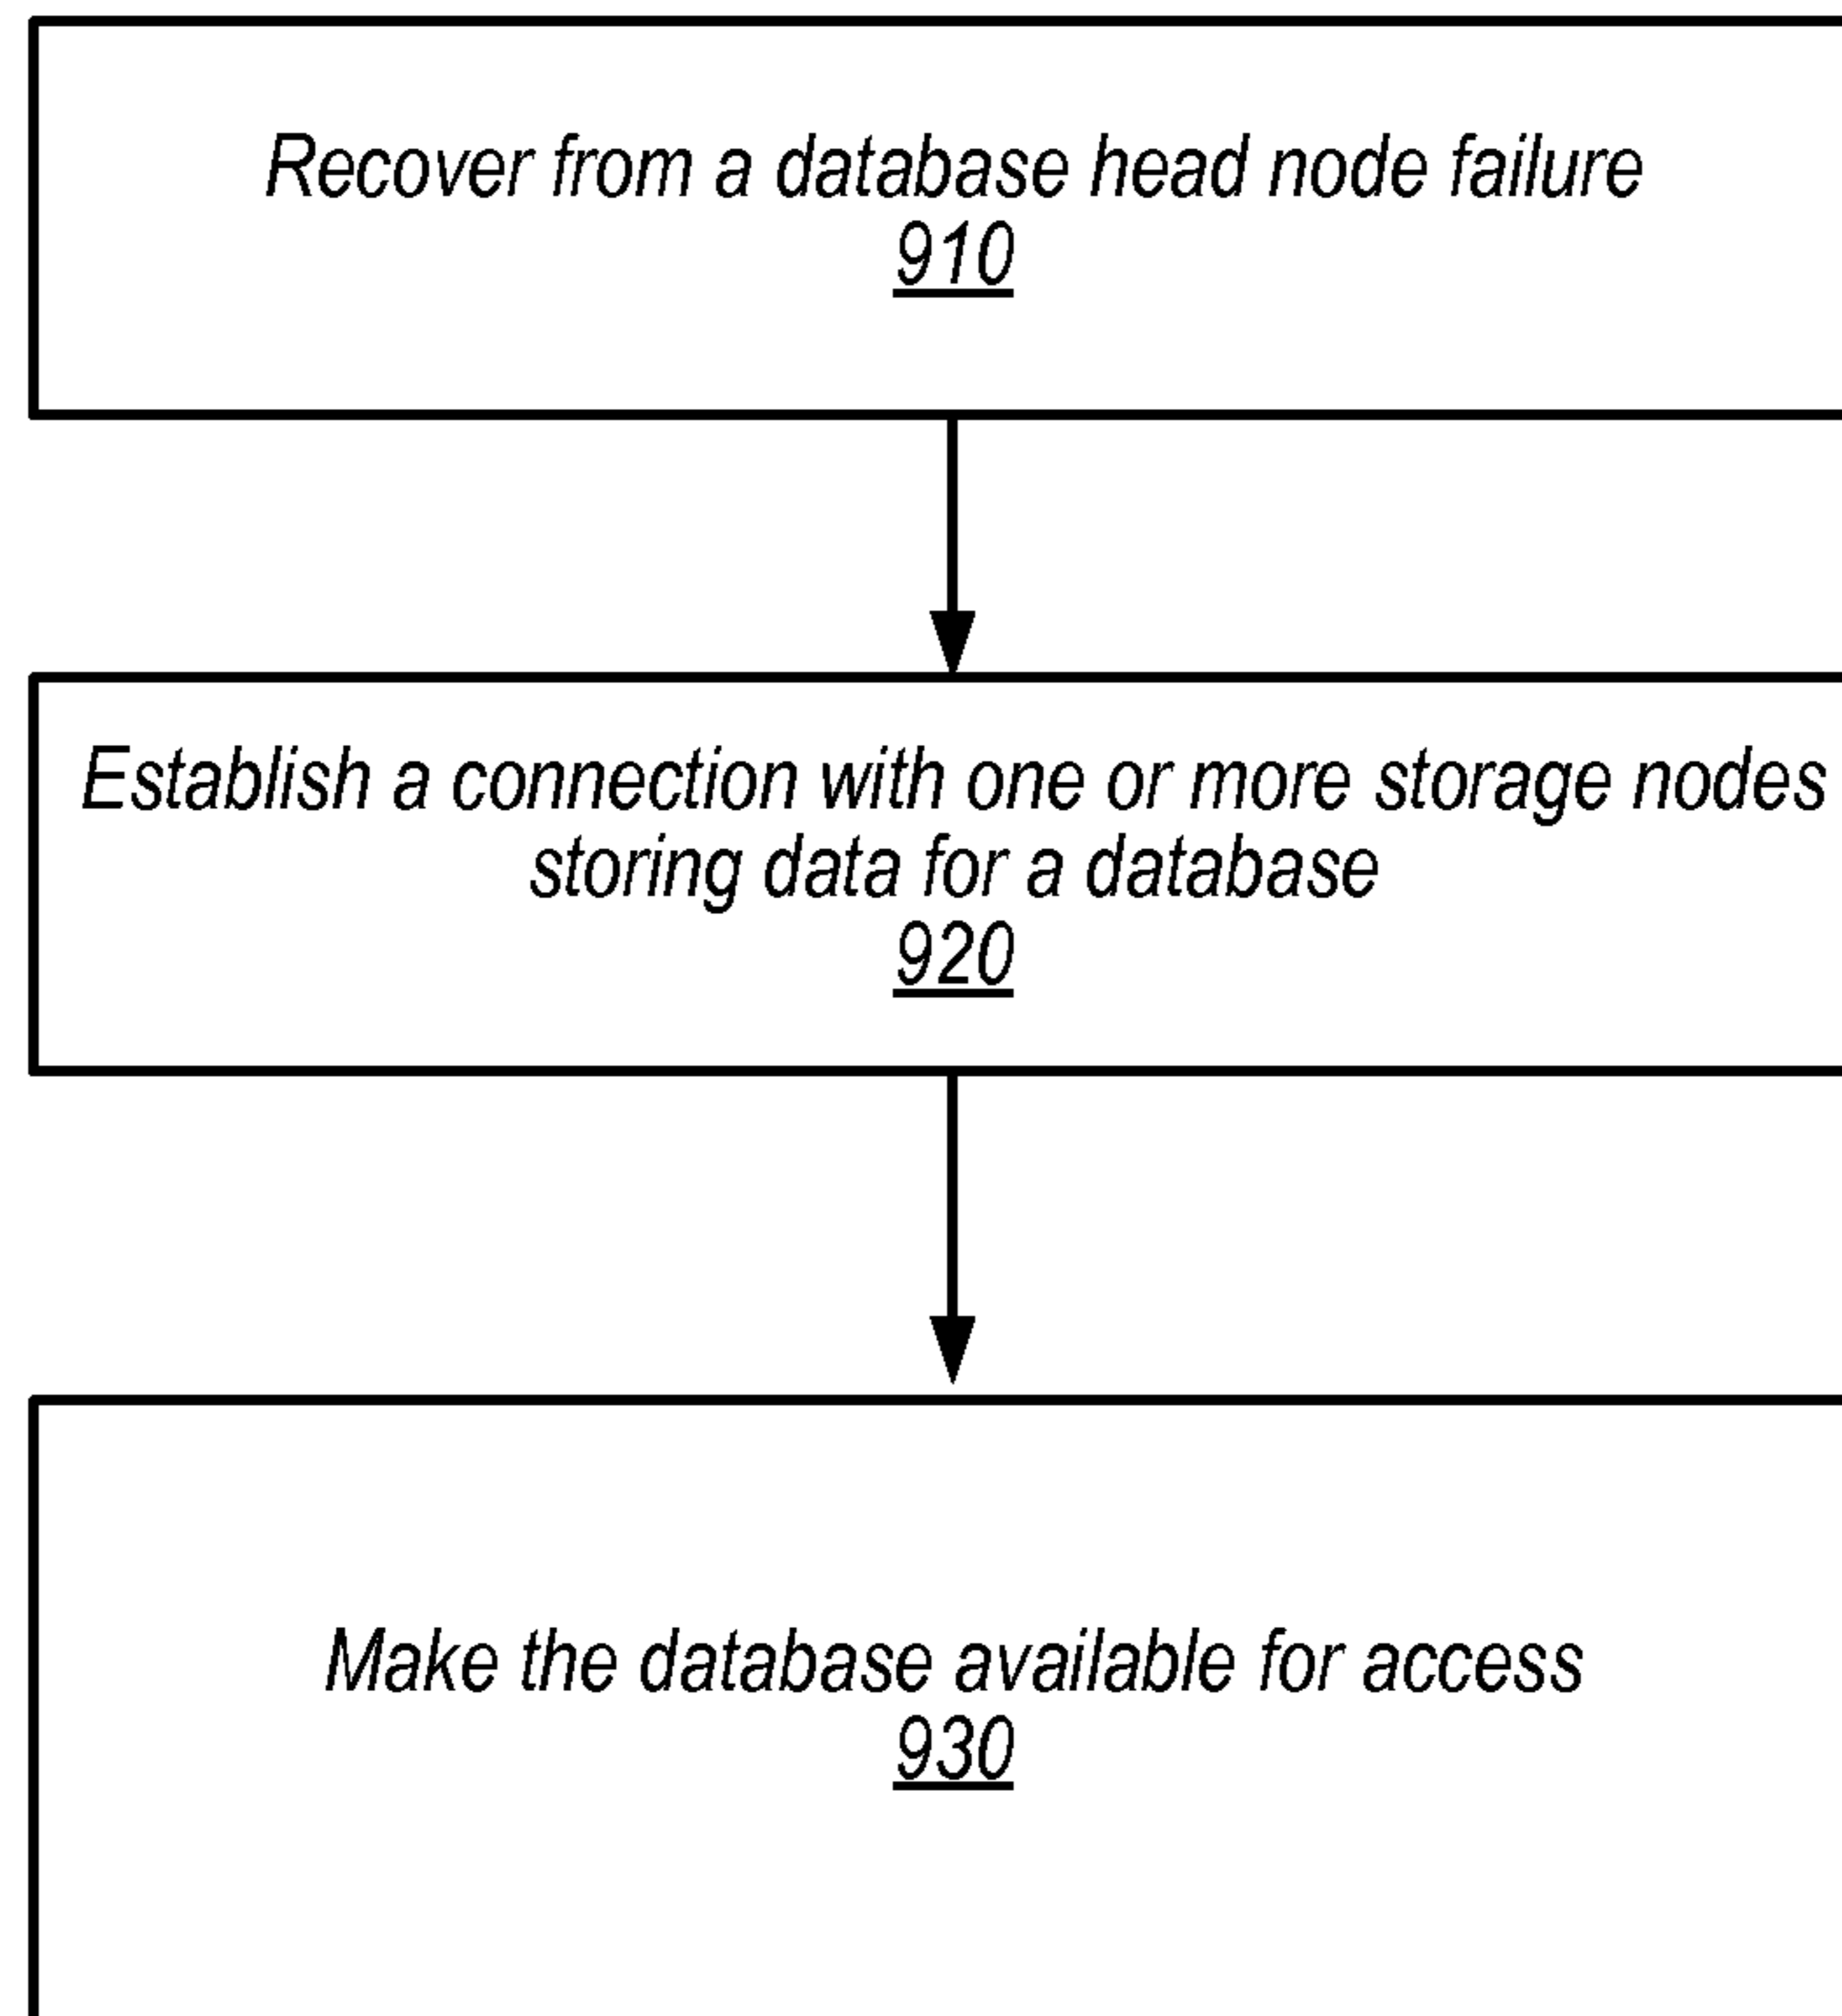 Recover from a database head node failure
910
Establish a connection with one or more storage nodes
storing data for a database
920
Make the database available for access
930